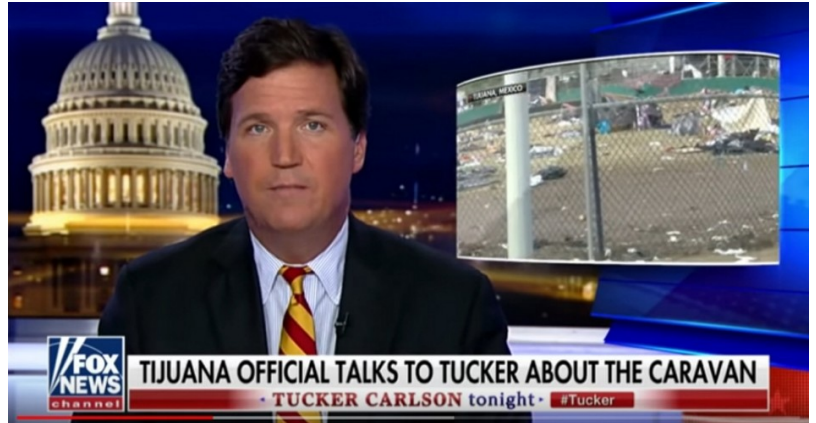 TIJUANA, MEXICO
FOX
NEWS
channel
TIJUANA OFFICIAL TALKS TO TUCKER ABOUT THE CARAVAN
TUCKER CARLSON tonight
#Tucker